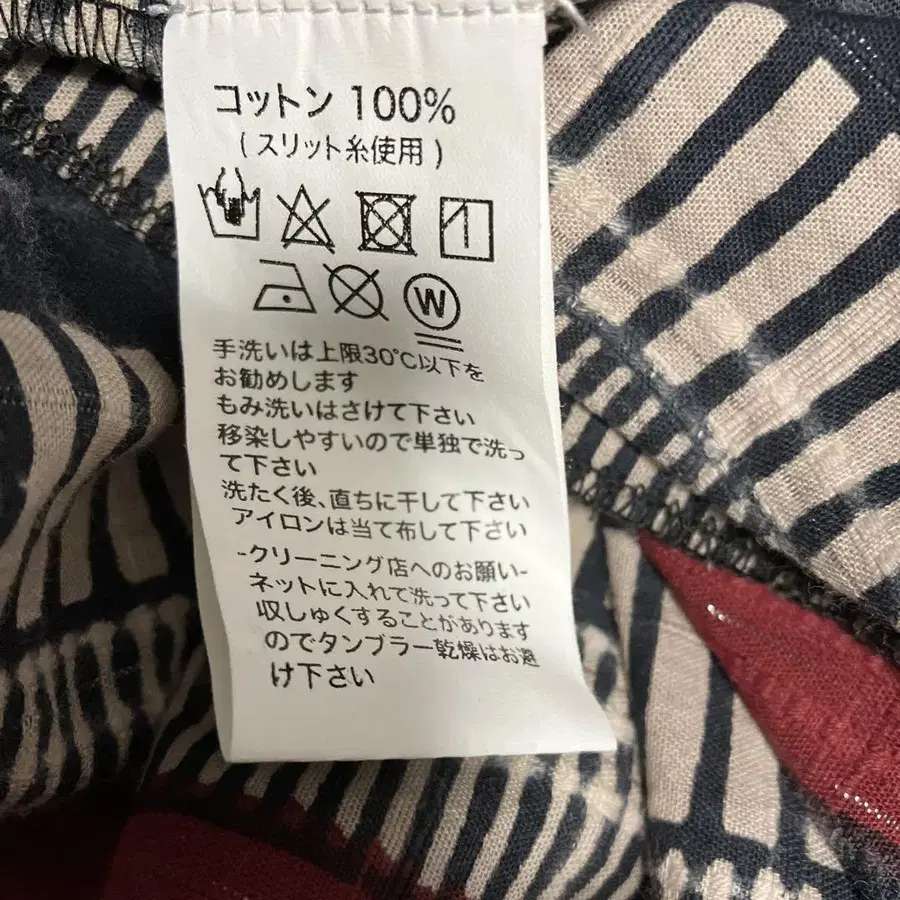 コットン 100%
( スリット糸使用 )
W
手洗いは上限30℃以下を
お勧めします
もみ洗いはさけて下さい
移染しやすいので単独で洗っ
て下さい
洗たく後、直ちに干して下さい
アイロンは当て布して下さい
-クリーニング店へのお願い-
ネットに入れて洗って下さい
収しゅくすることがあります
のでタンブラー乾燥はお避
け下さい